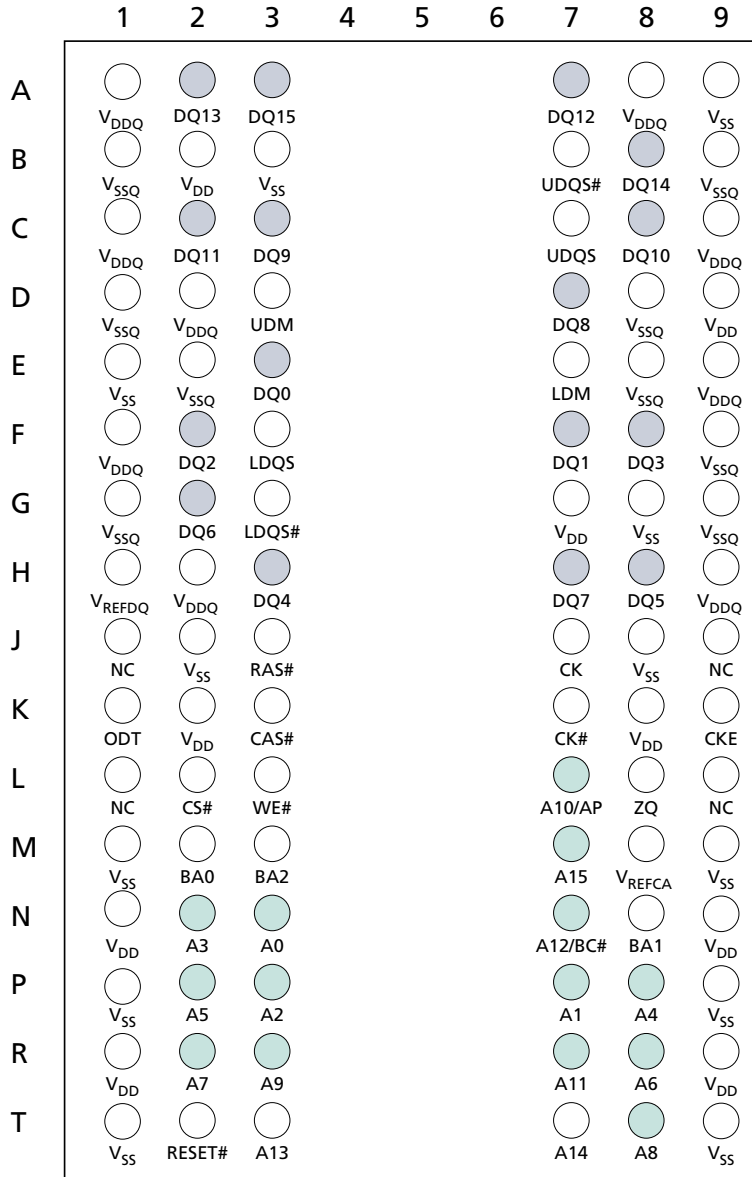 1 2 3 4 5 6 7 8 9
A
VDDQ DQ13 DQ15 DQ12 VDDQ VSS
B
VSSQ VDD VSS UDQS# DQ14 VSSQ
C
VDDQ DQ11 DQ9 UDQS DQ10 VDDQ
D
VSSQ VDDQ UDM DQ8 VSSQ VDD
E
VSS VSSQ DQ0 LDM VSSQ VDDQ
F
VDDQ DQ2 LDQS DQ1 DQ3 VSSQ
G
VSSQ DQ6 LDQS# VDD VSS VSSQ
H
VREFDQ VDDQ DQ4 DQ7 DQ5 VDDQ
J
NC VSS RAS# CK VSS NC
K
ODT VDD CAS# CK# VDD CKE
L
NC CS# WE# A10/AP ZQ NC
M
VSS BA0 BA2 A15 VREFCA VSS
N
VDD A3 A0 A12/BC# BA1 VDD
P
VSS A5 A2 A1 A4 VSS
R
VDD A7 A9 A11 A6 VDD
T
VSS RESET# A13 A14 A8 VSS